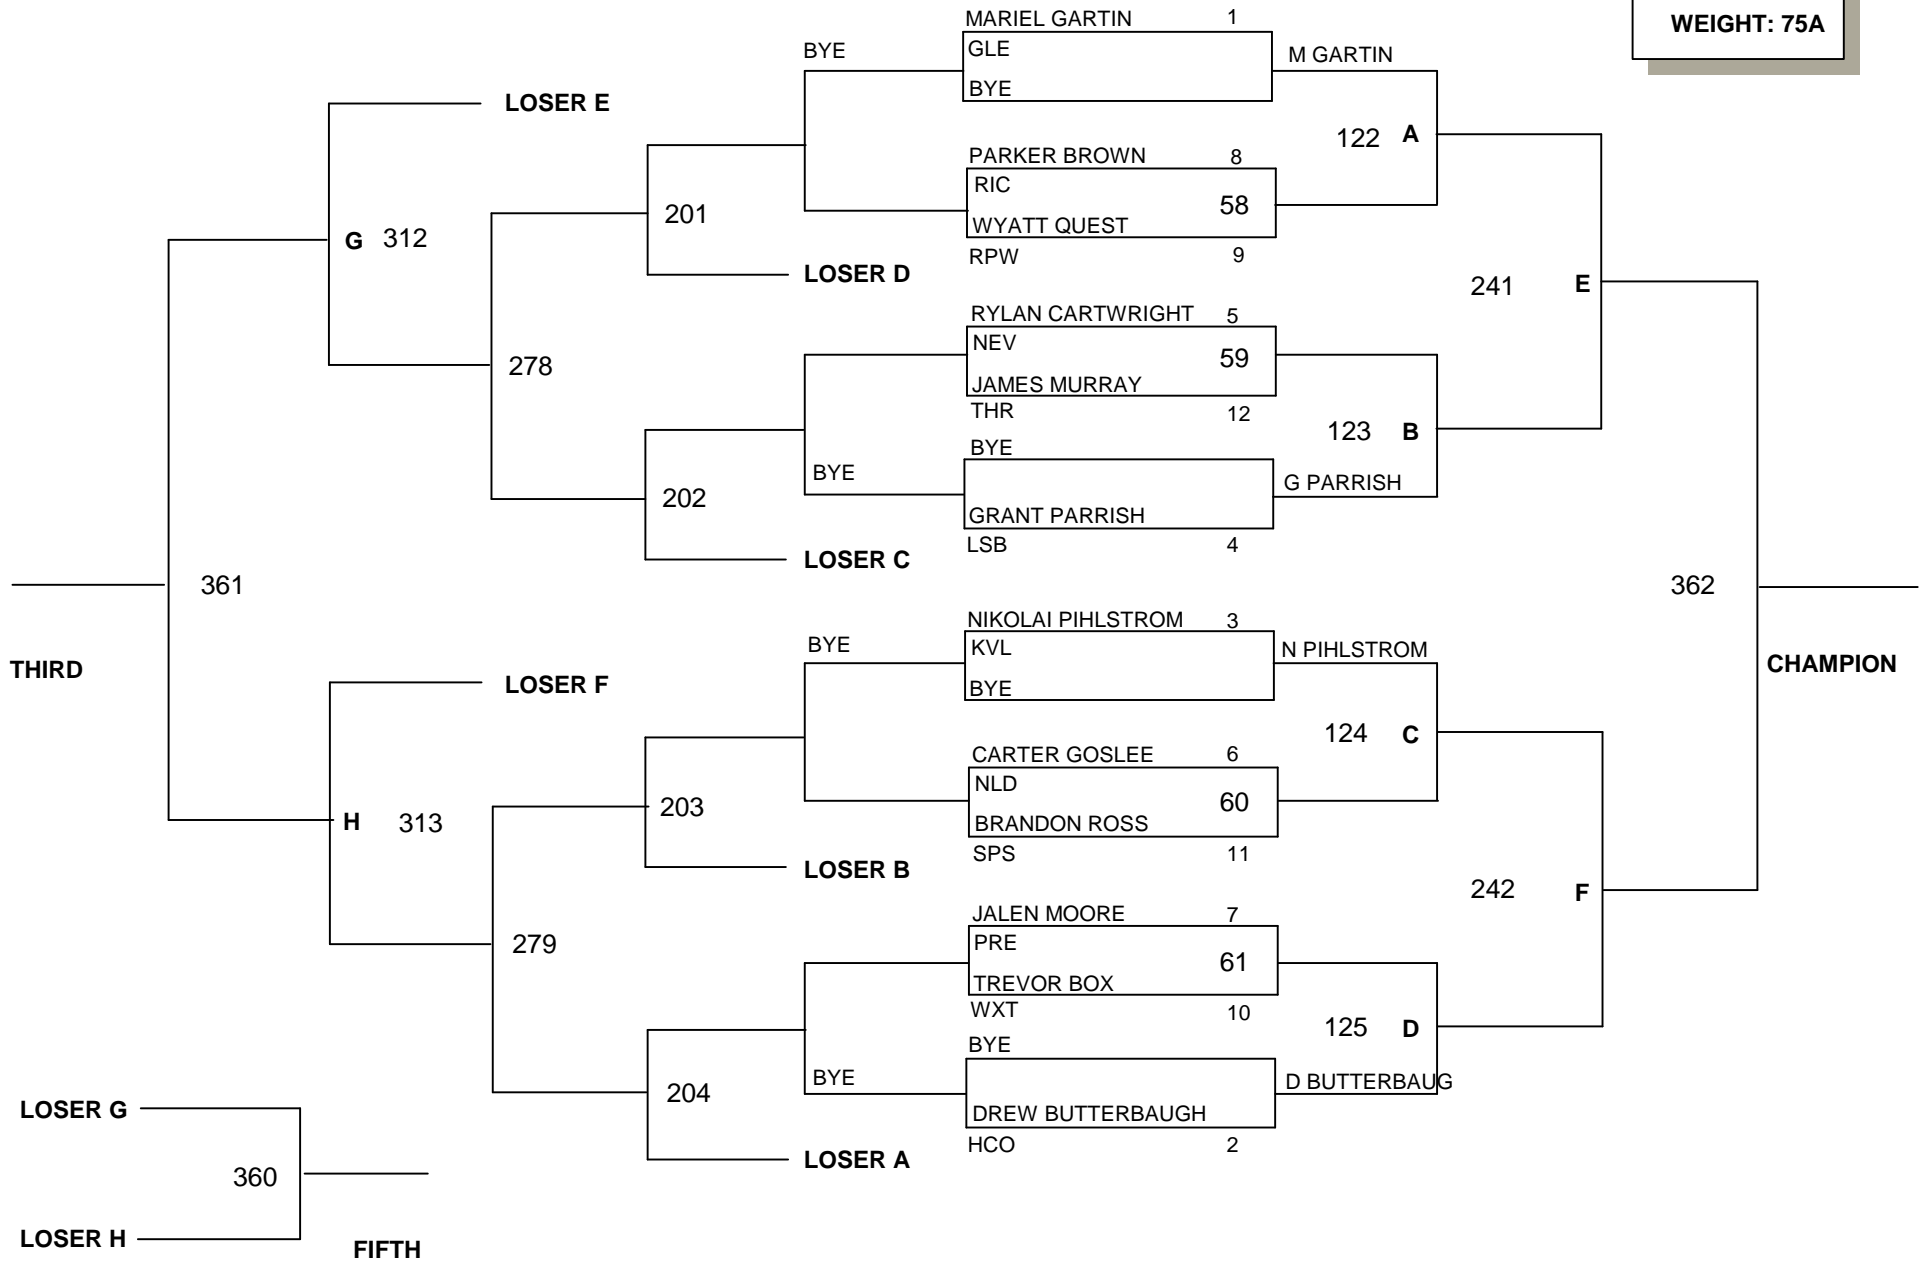 WEIGHT: 75A
MARIEL GARTIN 1
BYE
GLE
M GARTIN
BYE
LOSER E
122 A
PARKER BROWN 8
RIC
58
201
WYATT QUEST
G 312
RPW 9
LOSER D
241 E
RYLAN CARTWRIGHT 5
NEV
59
278
JAMES MURRAY
THR 12
123 B
BYE
BYE
G PARRISH
202
GRANT PARRISH
LSB 4
LOSER C
361
362
NIKOLAI PIHLSTROM 3
BYE
KVL
N PIHLSTROM
THIRD
CHAMPION
LOSER F
BYE
124 C
CARTER GOSLEE 6
NLD
60
203
H 313
BRANDON ROSS
SPS 11
LOSER B
242 F
JALEN MOORE 7
PRE
279
61
TREVOR BOX
WXT 10
125 D
BYE
BYE
D BUTTERBAUG
204
LOSER G
DREW BUTTERBAUGH
HCO 2
LOSER A
360
LOSER H
FIFTH